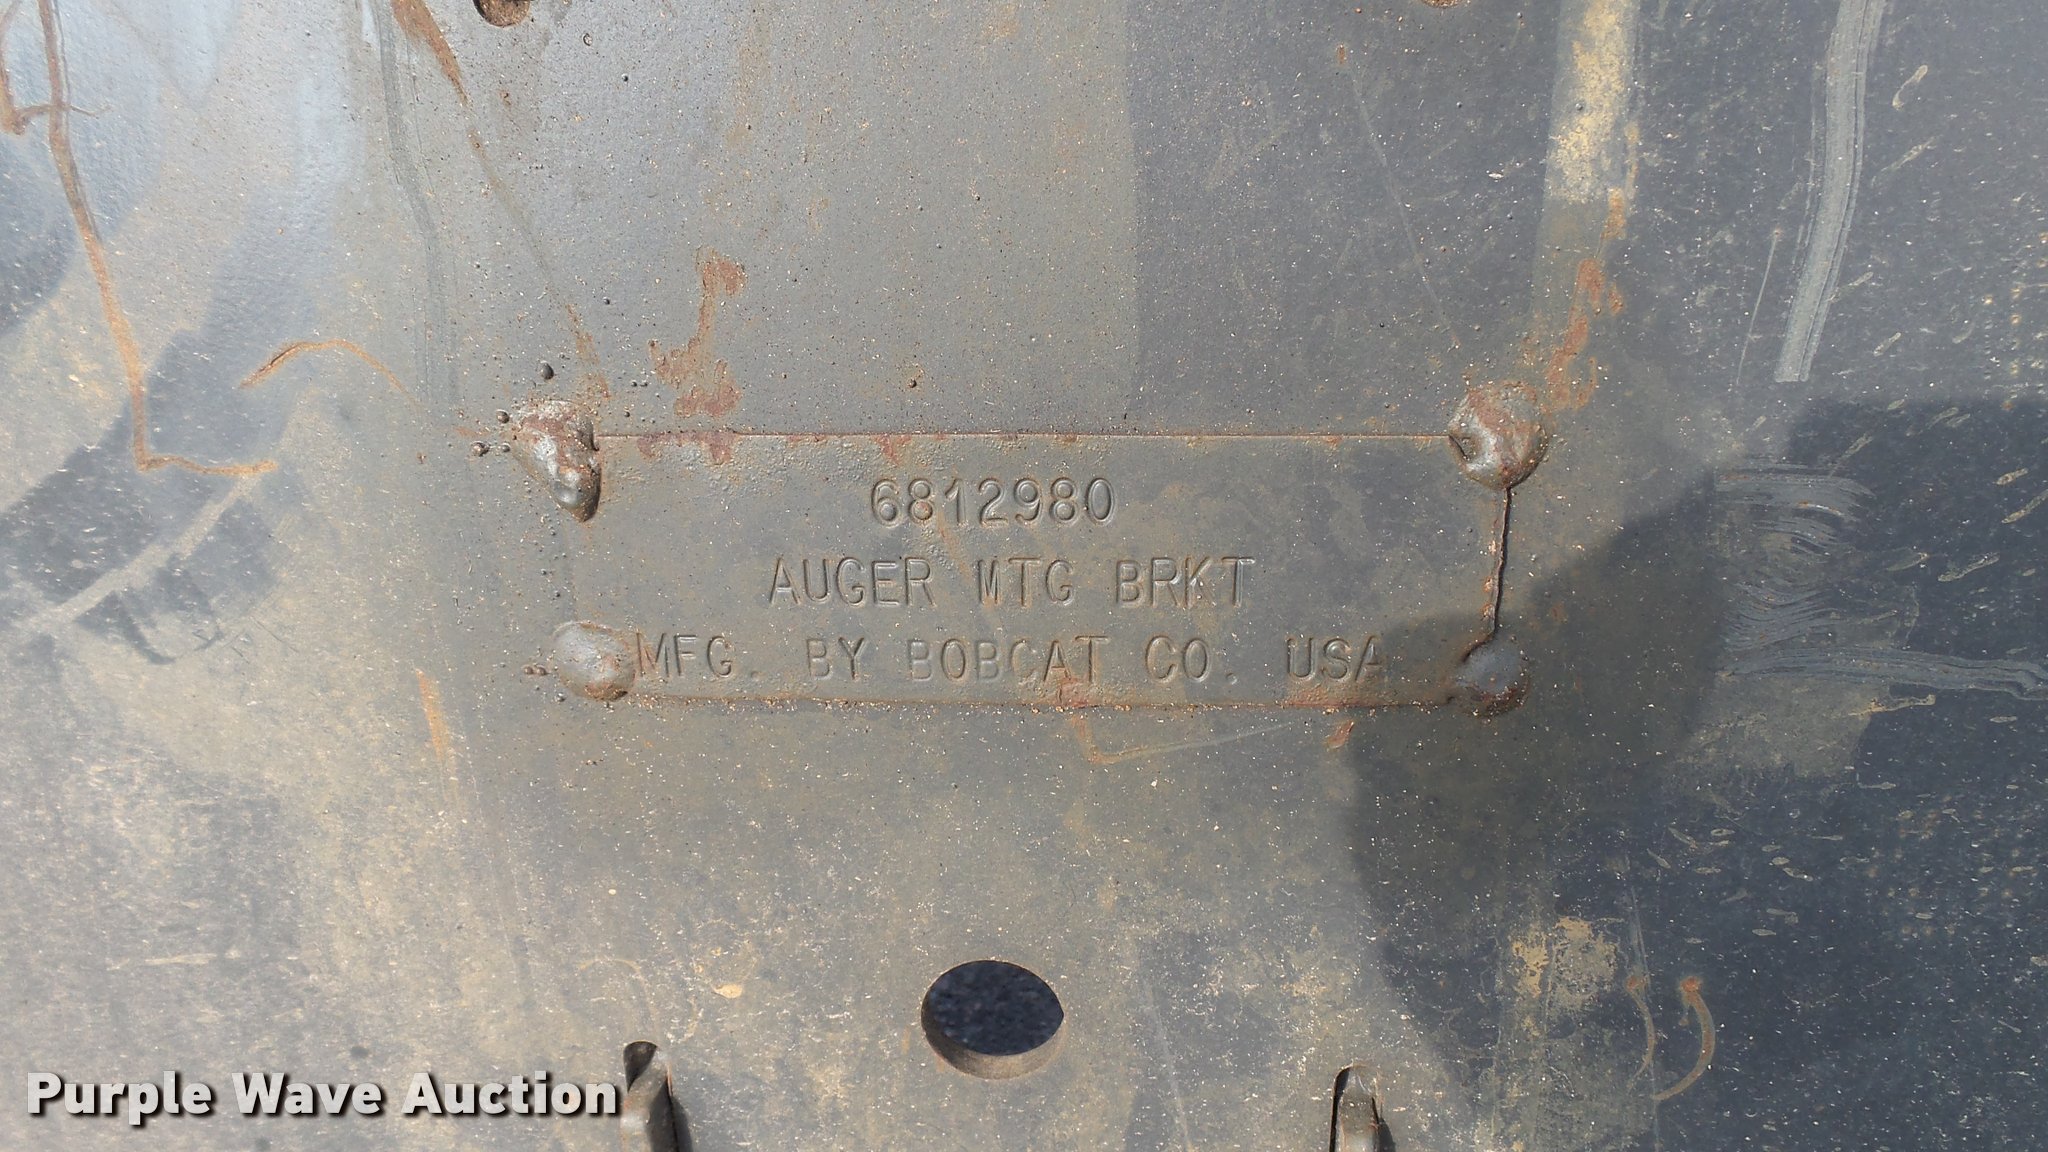 6812980
AUGER MTG BRKT
MFG. BY BOBCAT CO. USA
Purple Wave Auction